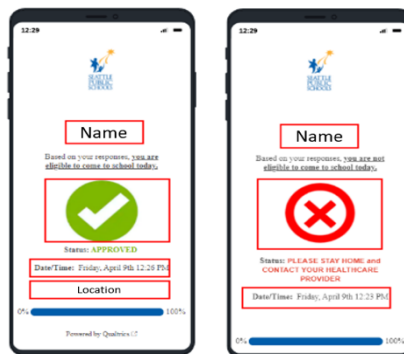 12:29
SEATTLE
PUBLIC
SCHOOLS
Name
Based on your responses, you are
eligible to come to school today.
Status: APPROVED
Date/Time: Friday, April 9th 12:26 PM
Location
0% 100%
Powered by Qualtrics
12:29
SEATTLE
PUBLIC
SCHOOLS
Name
Based on your responses, you are not
eligible to come to school today.
Status: PLEASE STAY HOME and
CONTACT YOUR HEALTHCARE
PROVIDER
Date/Time: Friday, April 9th 12:23 PM
0% 100%